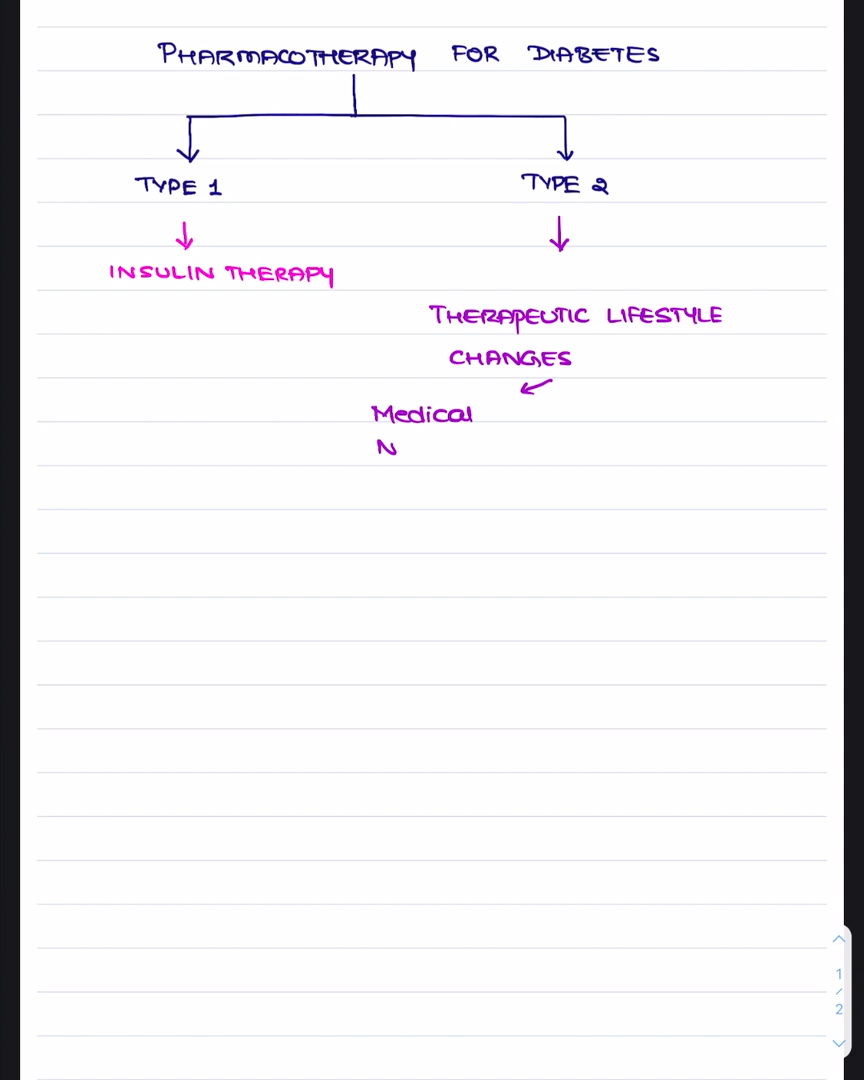 PHARMACOTHERAPY FOR DIABETES
TYPE 1
TYPE 2
INSULIN THERAPY
THERAPEUTIC LIFESTYLE
CHANGES
Medical
N
1
/
2